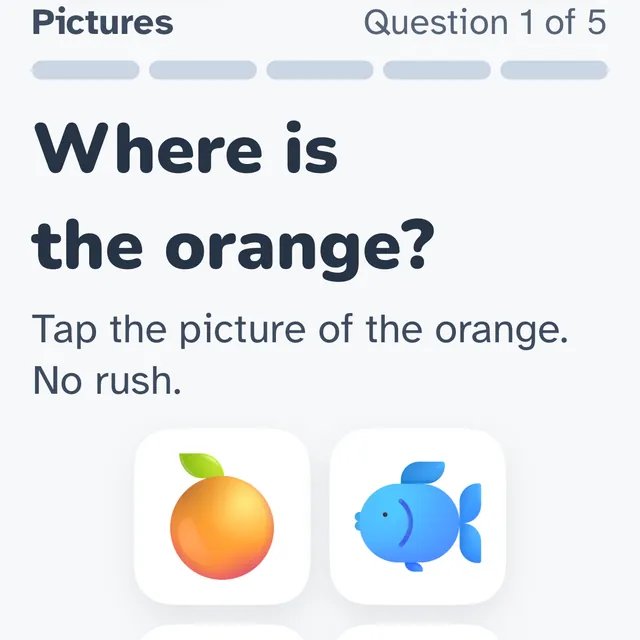 Pictures
Question 1 of 5
Where is
the orange?
Tap the picture of the orange.
No rush.